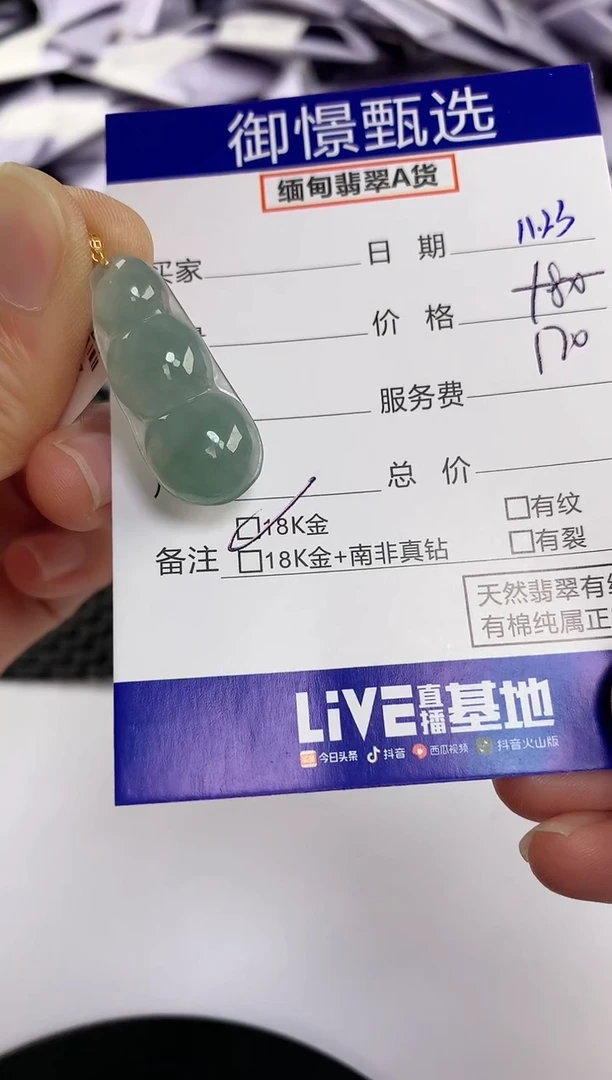 御憬甄选
缅甸翡翠A货
买家 日 期 11.23
价 格 180
170
服务费
总 价
备注 18K金 有纹
18K金+南非真钻 有裂
天然翡翠有
有棉纯属正
LiVE直播基地
今日头条 抖音 西瓜视频 抖音火山版